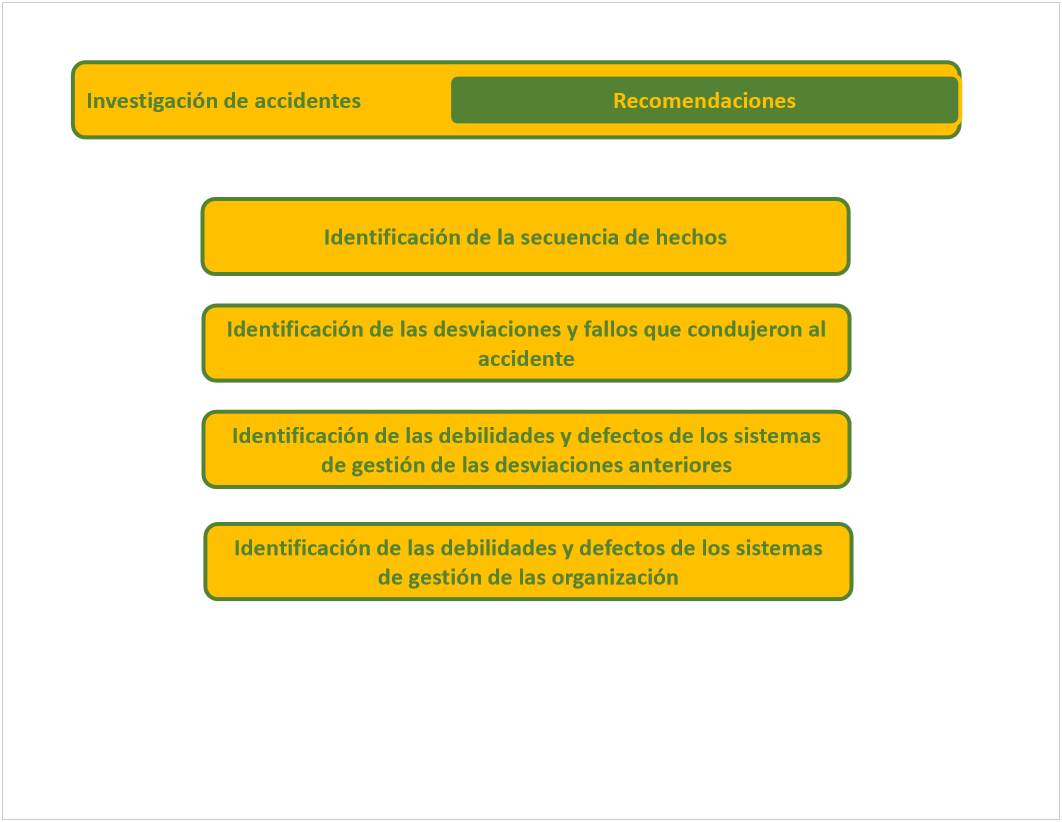 Investigación de accidentes
Recomendaciones
Identificación de la secuencia de hechos
Identificación de las desviaciones y fallos que condujeron al
accidente
Identificación de las debilidades y defectos de los sistemas
de gestión de las desviaciones anteriores
Identificación de las debilidades y defectos de los sistemas
de gestión de las organización